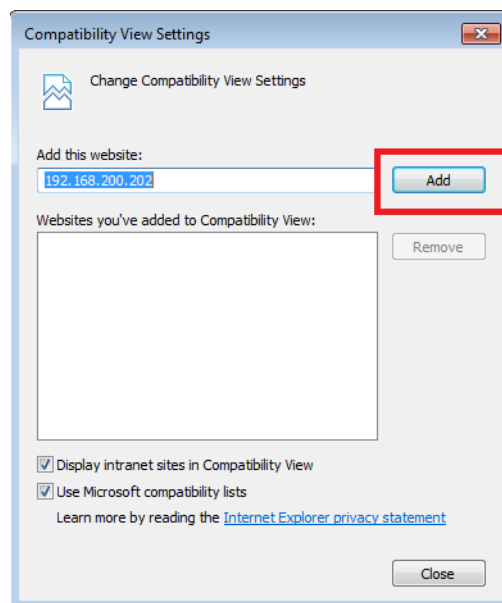 Compatibility View Settings
Change Compatibility View Settings
Add this website:
192.168.200.202
Add
Websites you've added to Compatibility View:
Remove
Display intranet sites in Compatibility View
Use Microsoft compatibility lists
Learn more by reading the Internet Explorer privacy statement
Close